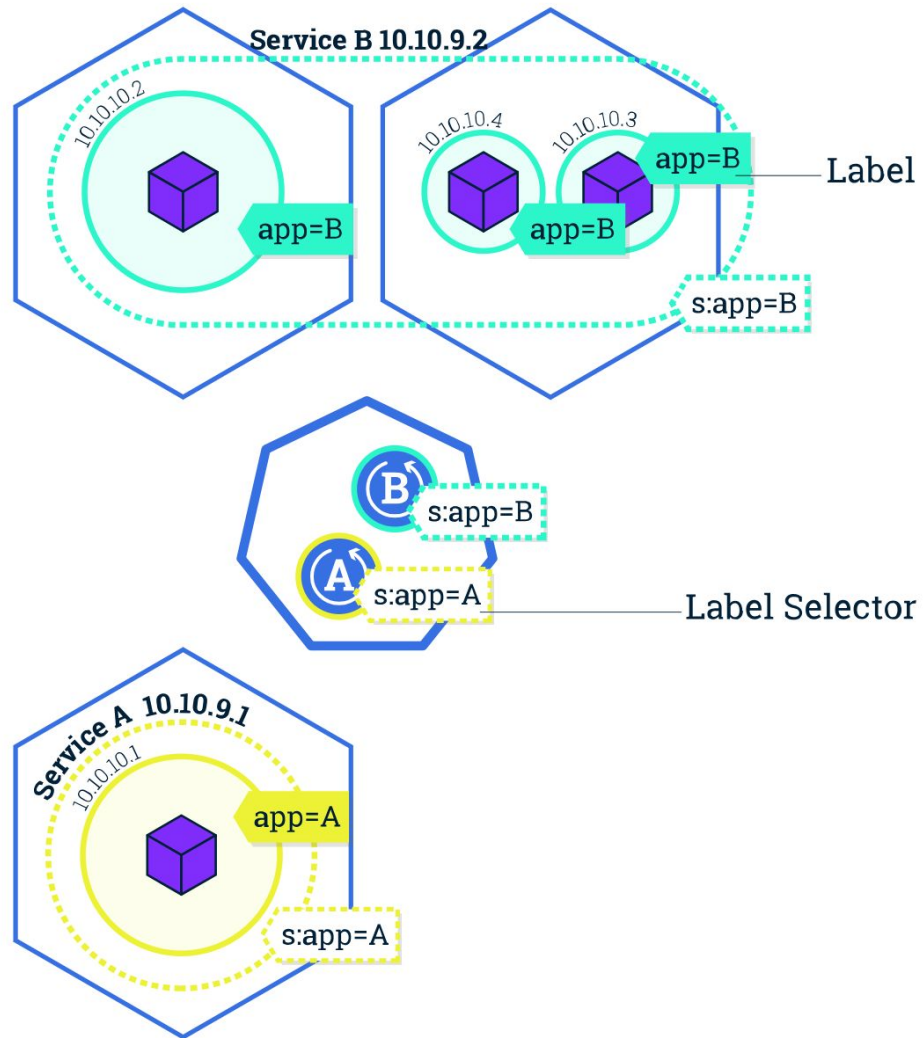 Service B 10.10.9.2
10.10.10.2
10.10.10.4
10.10.10.3
app=B
Label
app=B
app=B
s:app=B
B
s:app=B
A
s:app=A
Label Selector
Service A 10.10.9.1
10.10.10.1
app=A
s:app=A